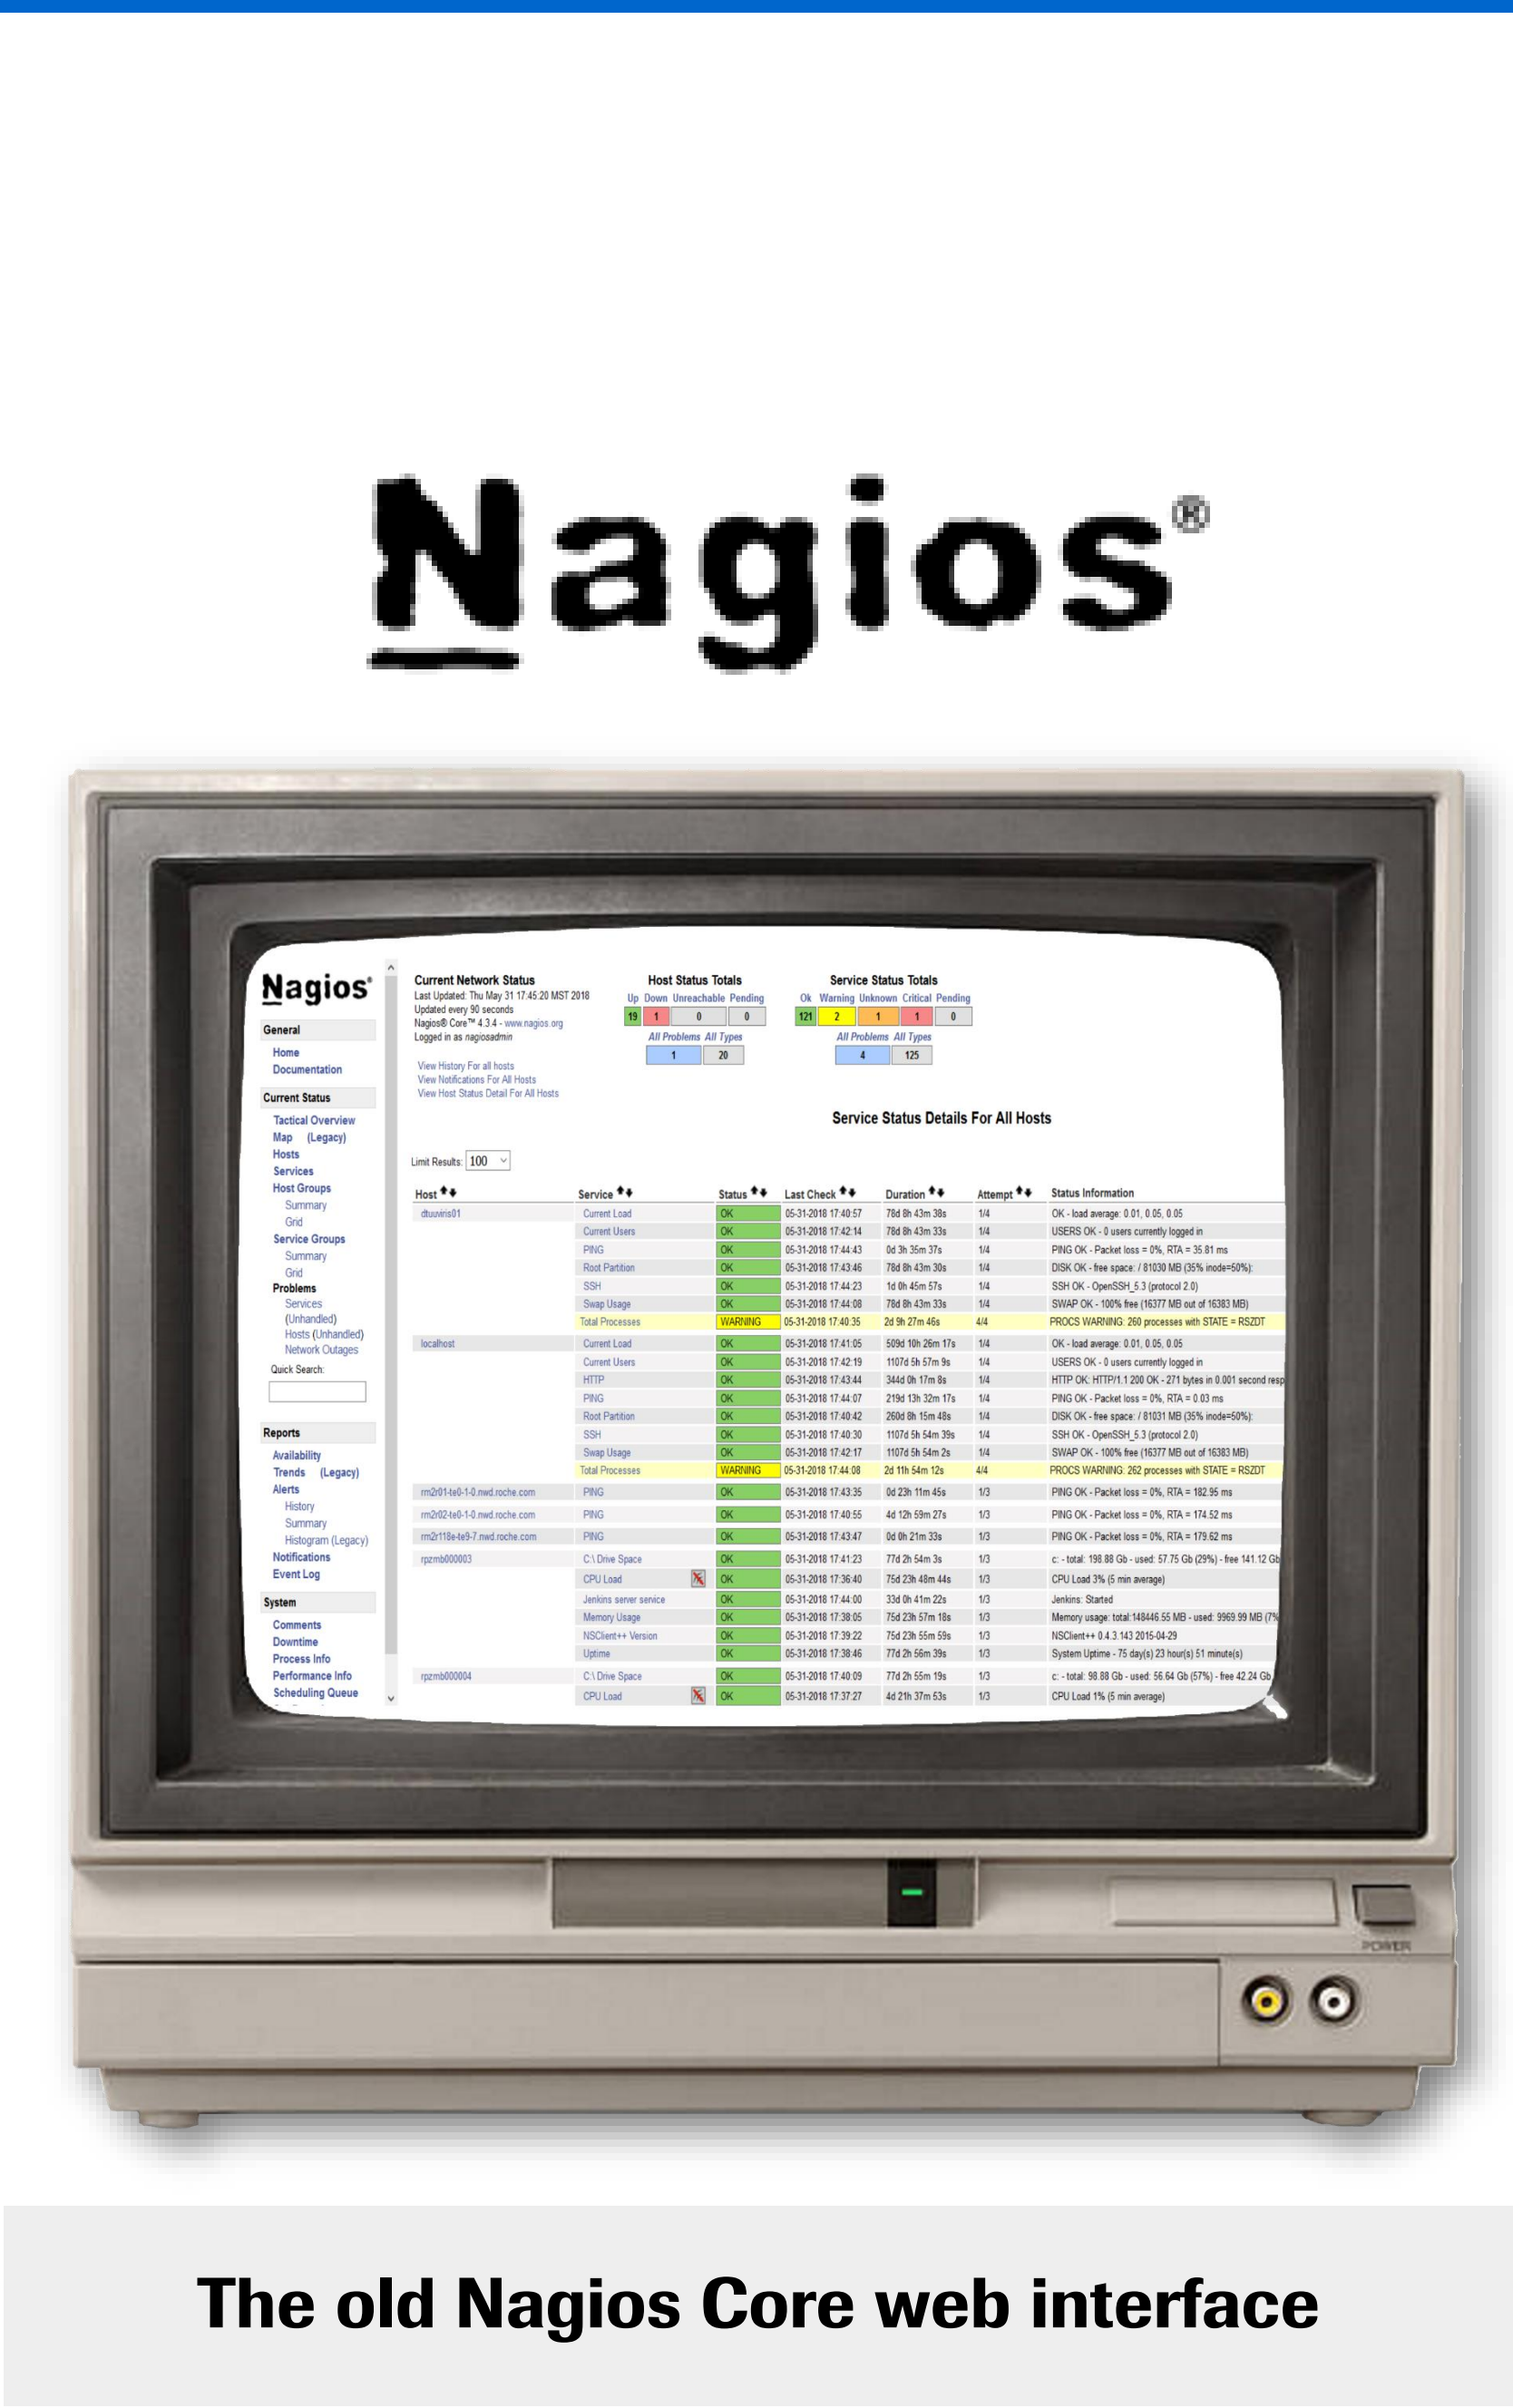 Nagios®
Nagios®
General
Home
Documentation
Current Status
Tactical Overview
Map (Legacy)
Hosts
Services
Host Groups
Summary
Grid
Service Groups
Summary
Grid
Problems
Services
(Unhandled)
Hosts (Unhandled)
Network Outages
Quick Search:
Reports
Availability
Trends (Legacy)
Alerts
History
Summary
Histogram (Legacy)
Notifications
Event Log
System
Comments
Downtime
Process Info
Performance Info
Scheduling Queue
Current Network Status
Last Updated: Thu May 31 17:45:20 MST 2018
Updated every 90 seconds
Nagios® Core™ 4.3.4 - www.nagios.org
Logged in as nagiosadmin
View History For all hosts
View Notifications For All Hosts
View Host Status Detail For All Hosts
Host Status Totals
Up Down Unreachable Pending
19 1 0 0
All Problems All Types
1 20
Service Status Totals
Ok Warning Unknown Critical Pending
121 2 1 1 0
All Problems All Types
4 125
Service Status Details For All Hosts
Limit Results: 100
Host Service Status Last Check Duration Attempt Status Information
dtuuviris01 Current Load OK 05-31-2018 17:40:57 78d 8h 43m 38s 1/4 OK - load average: 0.01, 0.05, 0.05
Current Users OK 05-31-2018 17:42:14 78d 8h 43m 33s 1/4 USERS OK - 0 users currently logged in
PING OK 05-31-2018 17:44:43 0d 3h 35m 37s 1/4 PING OK - Packet loss = 0%, RTA = 35.81 ms
Root Partition OK 05-31-2018 17:43:46 78d 8h 43m 30s 1/4 DISK OK - free space: / 81030 MB (35% inode=50%):
SSH OK 05-31-2018 17:44:23 1d 0h 45m 57s 1/4 SSH OK - OpenSSH_5.3 (protocol 2.0)
Swap Usage OK 05-31-2018 17:44:08 78d 8h 43m 33s 1/4 SWAP OK - 100% free (16377 MB out of 16383 MB)
Total Processes WARNING 05-31-2018 17:40:35 2d 9h 27m 46s 4/4 PROCS WARNING: 260 processes with STATE = RSZDT
localhost Current Load OK 05-31-2018 17:41:05 509d 10h 26m 17s 1/4 OK - load average: 0.01, 0.05, 0.05
Current Users OK 05-31-2018 17:42:19 1107d 5h 57m 9s 1/4 USERS OK - 0 users currently logged in
HTTP OK 05-31-2018 17:43:44 344d 0h 17m 8s 1/4 HTTP OK: HTTP/1.1 200 OK - 271 bytes in 0.001 second resp
PING OK 05-31-2018 17:44:07 219d 13h 32m 17s 1/4 PING OK - Packet loss = 0%, RTA = 0.03 ms
Root Partition OK 05-31-2018 17:40:42 260d 8h 15m 48s 1/4 DISK OK - free space: / 81031 MB (35% inode=50%):
SSH OK 05-31-2018 17:40:30 1107d 5h 54m 39s 1/4 SSH OK - OpenSSH_5.3 (protocol 2.0)
Swap Usage OK 05-31-2018 17:42:17 1107d 5h 54m 2s 1/4 SWAP OK - 100% free (16377 MB out of 16383 MB)
Total Processes WARNING 05-31-2018 17:44:08 2d 11h 54m 12s 4/4 PROCS WARNING: 262 processes with STATE = RSZDT
rm2r01-te0-1-0.nwd.roche.com PING OK 05-31-2018 17:43:35 0d 23h 11m 45s 1/3 PING OK - Packet loss = 0%, RTA = 182.95 ms
rm2r02-te0-1-0.nwd.roche.com PING OK 05-31-2018 17:40:55 4d 12h 59m 27s 1/3 PING OK - Packet loss = 0%, RTA = 174.52 ms
rm2r118e-te9-7.nwd.roche.com PING OK 05-31-2018 17:43:47 0d 0h 21m 33s 1/3 PING OK - Packet loss = 0%, RTA = 179.62 ms
rpzmb000003 C:\ Drive Space OK 05-31-2018 17:41:23 77d 2h 54m 3s 1/3 c: - total: 198.88 Gb - used: 57.75 Gb (29%) - free 141.12 Gb
CPU Load OK 05-31-2018 17:36:40 75d 23h 48m 44s 1/3 CPU Load 3% (5 min average)
Jenkins server service OK 05-31-2018 17:44:00 33d 0h 41m 22s 1/3 Jenkins: Started
Memory Usage OK 05-31-2018 17:38:05 75d 23h 57m 18s 1/3 Memory usage: total:148446.55 MB - used: 9969.99 MB (7%
NSClient++ Version OK 05-31-2018 17:39:22 75d 23h 55m 59s 1/3 NSClient++ 0.4.3.143 2015-04-29
Uptime OK 05-31-2018 17:38:46 77d 2h 56m 39s 1/3 System Uptime - 75 day(s) 23 hour(s) 51 minute(s)
rpzmb000004 C:\ Drive Space OK 05-31-2018 17:40:09 77d 2h 55m 19s 1/3 c: - total: 98.88 Gb - used: 56.64 Gb (57%) - free 42.24 Gb
CPU Load OK 05-31-2018 17:37:27 4d 21h 37m 53s 1/3 CPU Load 1% (5 min average)
POWER
The old Nagios Core web interface